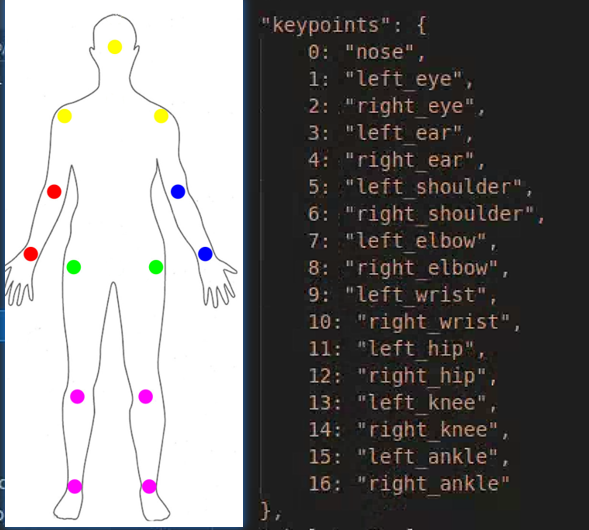 "keypoints": {
0: "nose",
1: "left_eye",
2: "right_eye",
3: "left_ear",
4: "right_ear",
5: "left_shoulder",
6: "right_shoulder",
7: "left_elbow",
8: "right_elbow",
9: "left_wrist",
10: "right_wrist",
11: "left_hip",
12: "right_hip",
13: "left_knee",
14: "right_knee",
15: "left_ankle",
16: "right_ankle"
},